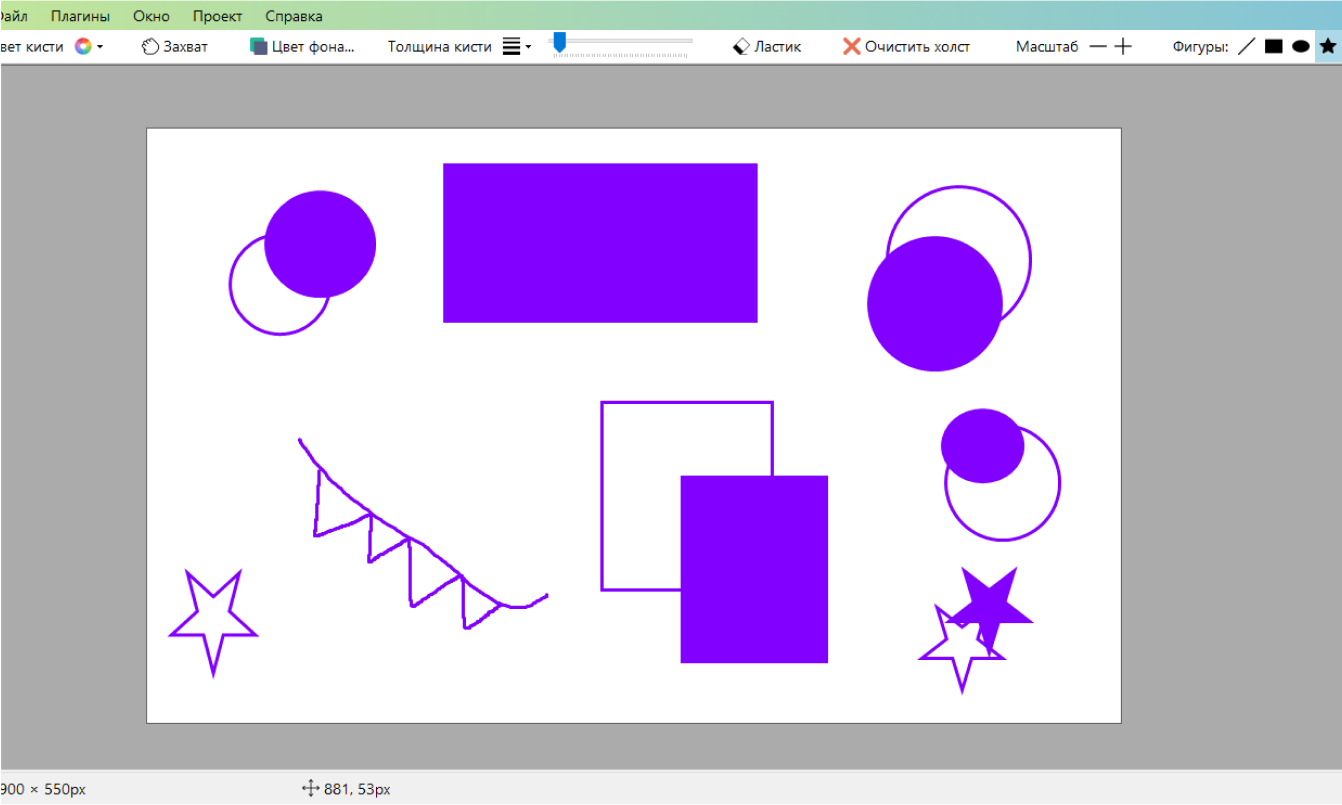 айл Плагины Окно Проект Справка
вет кисти Захват Цвет фона... Толщина кисти Ластик Очистить холст Масштаб Фигуры:
900 × 550px 881, 53px